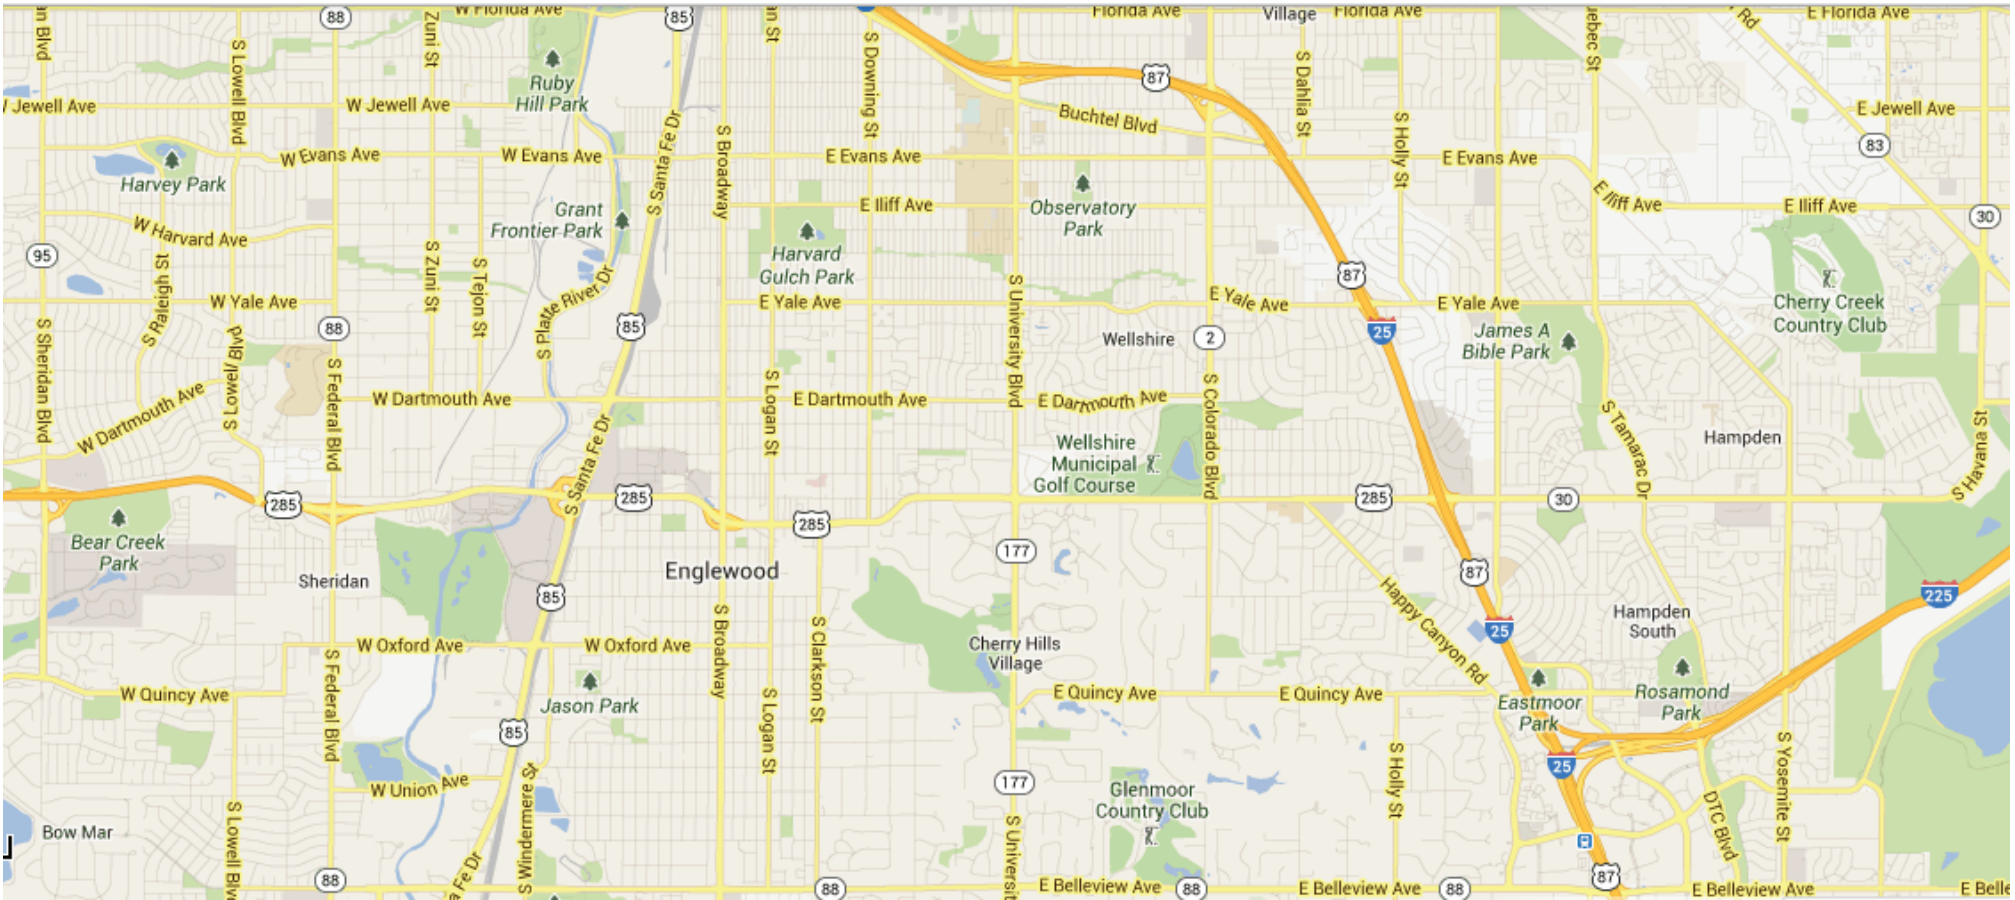 W Florida Ave
Florida Ave
Village
Florida Ave
E Florida Ave
88
85
S Lowell Blvd
Zuni St
S Downing St
S Dahlia St
Rd
Ruby
Hill Park
87
Buchtel Blvd
Jewell Ave
W Jewell Ave
E Jewell Ave
83
S Santa Fe Dr
S Broadway
S Holly St
W Evans Ave
W Evans Ave
E Evans Ave
E Evans Ave
Harvey Park
E Iliff Ave
E Iliff Ave
E Iliff Ave
Observatory
Park
Grant
Frontier Park
Harvard
Gulch Park
30
W Harvard Ave
95
S Raleigh St
S Zuni St
S Tejon St
S Platte River Dr
S University Blvd
87
25
W Yale Ave
E Yale Ave
E Yale Ave
E Yale Ave
Cherry Creek
Country Club
James A
Bible Park
Wellshire
2
88
85
S Sheridan Blvd
S Lowell Blvd
S Federal Blvd
S Logan St
S Colorado Blvd
S Tamarac Dr
S Havana St
W Dartmouth Ave
W Dartmouth Ave
E Dartmouth Ave
E Dartmouth Ave
S Santa Fe Dr
Wellshire
Municipal
Golf Course
Hampden
285
285
285
285
30
Bear Creek
Park
Sheridan
Englewood
177
87
85
225
25
Happy Canyon Rd
Hampden
South
Cherry Hills
Village
W Oxford Ave
W Oxford Ave
S Federal Blvd
S Broadway
S Clarkson St
S Logan St
W Quincy Ave
E Quincy Ave
E Quincy Ave
Jason Park
Eastmoor
Park
Rosamond
Park
85
25
177
S Holly St
S Yosemite St
DTC Blvd
W Union Ave
S Windermere St
Glenmoor
Country Club
Bow Mar
S Lowell Blv
Fe Dr
S Universit
88
88
88
88
87
E Belleview Ave
E Belleview Ave
E Belleview Ave
E Belle